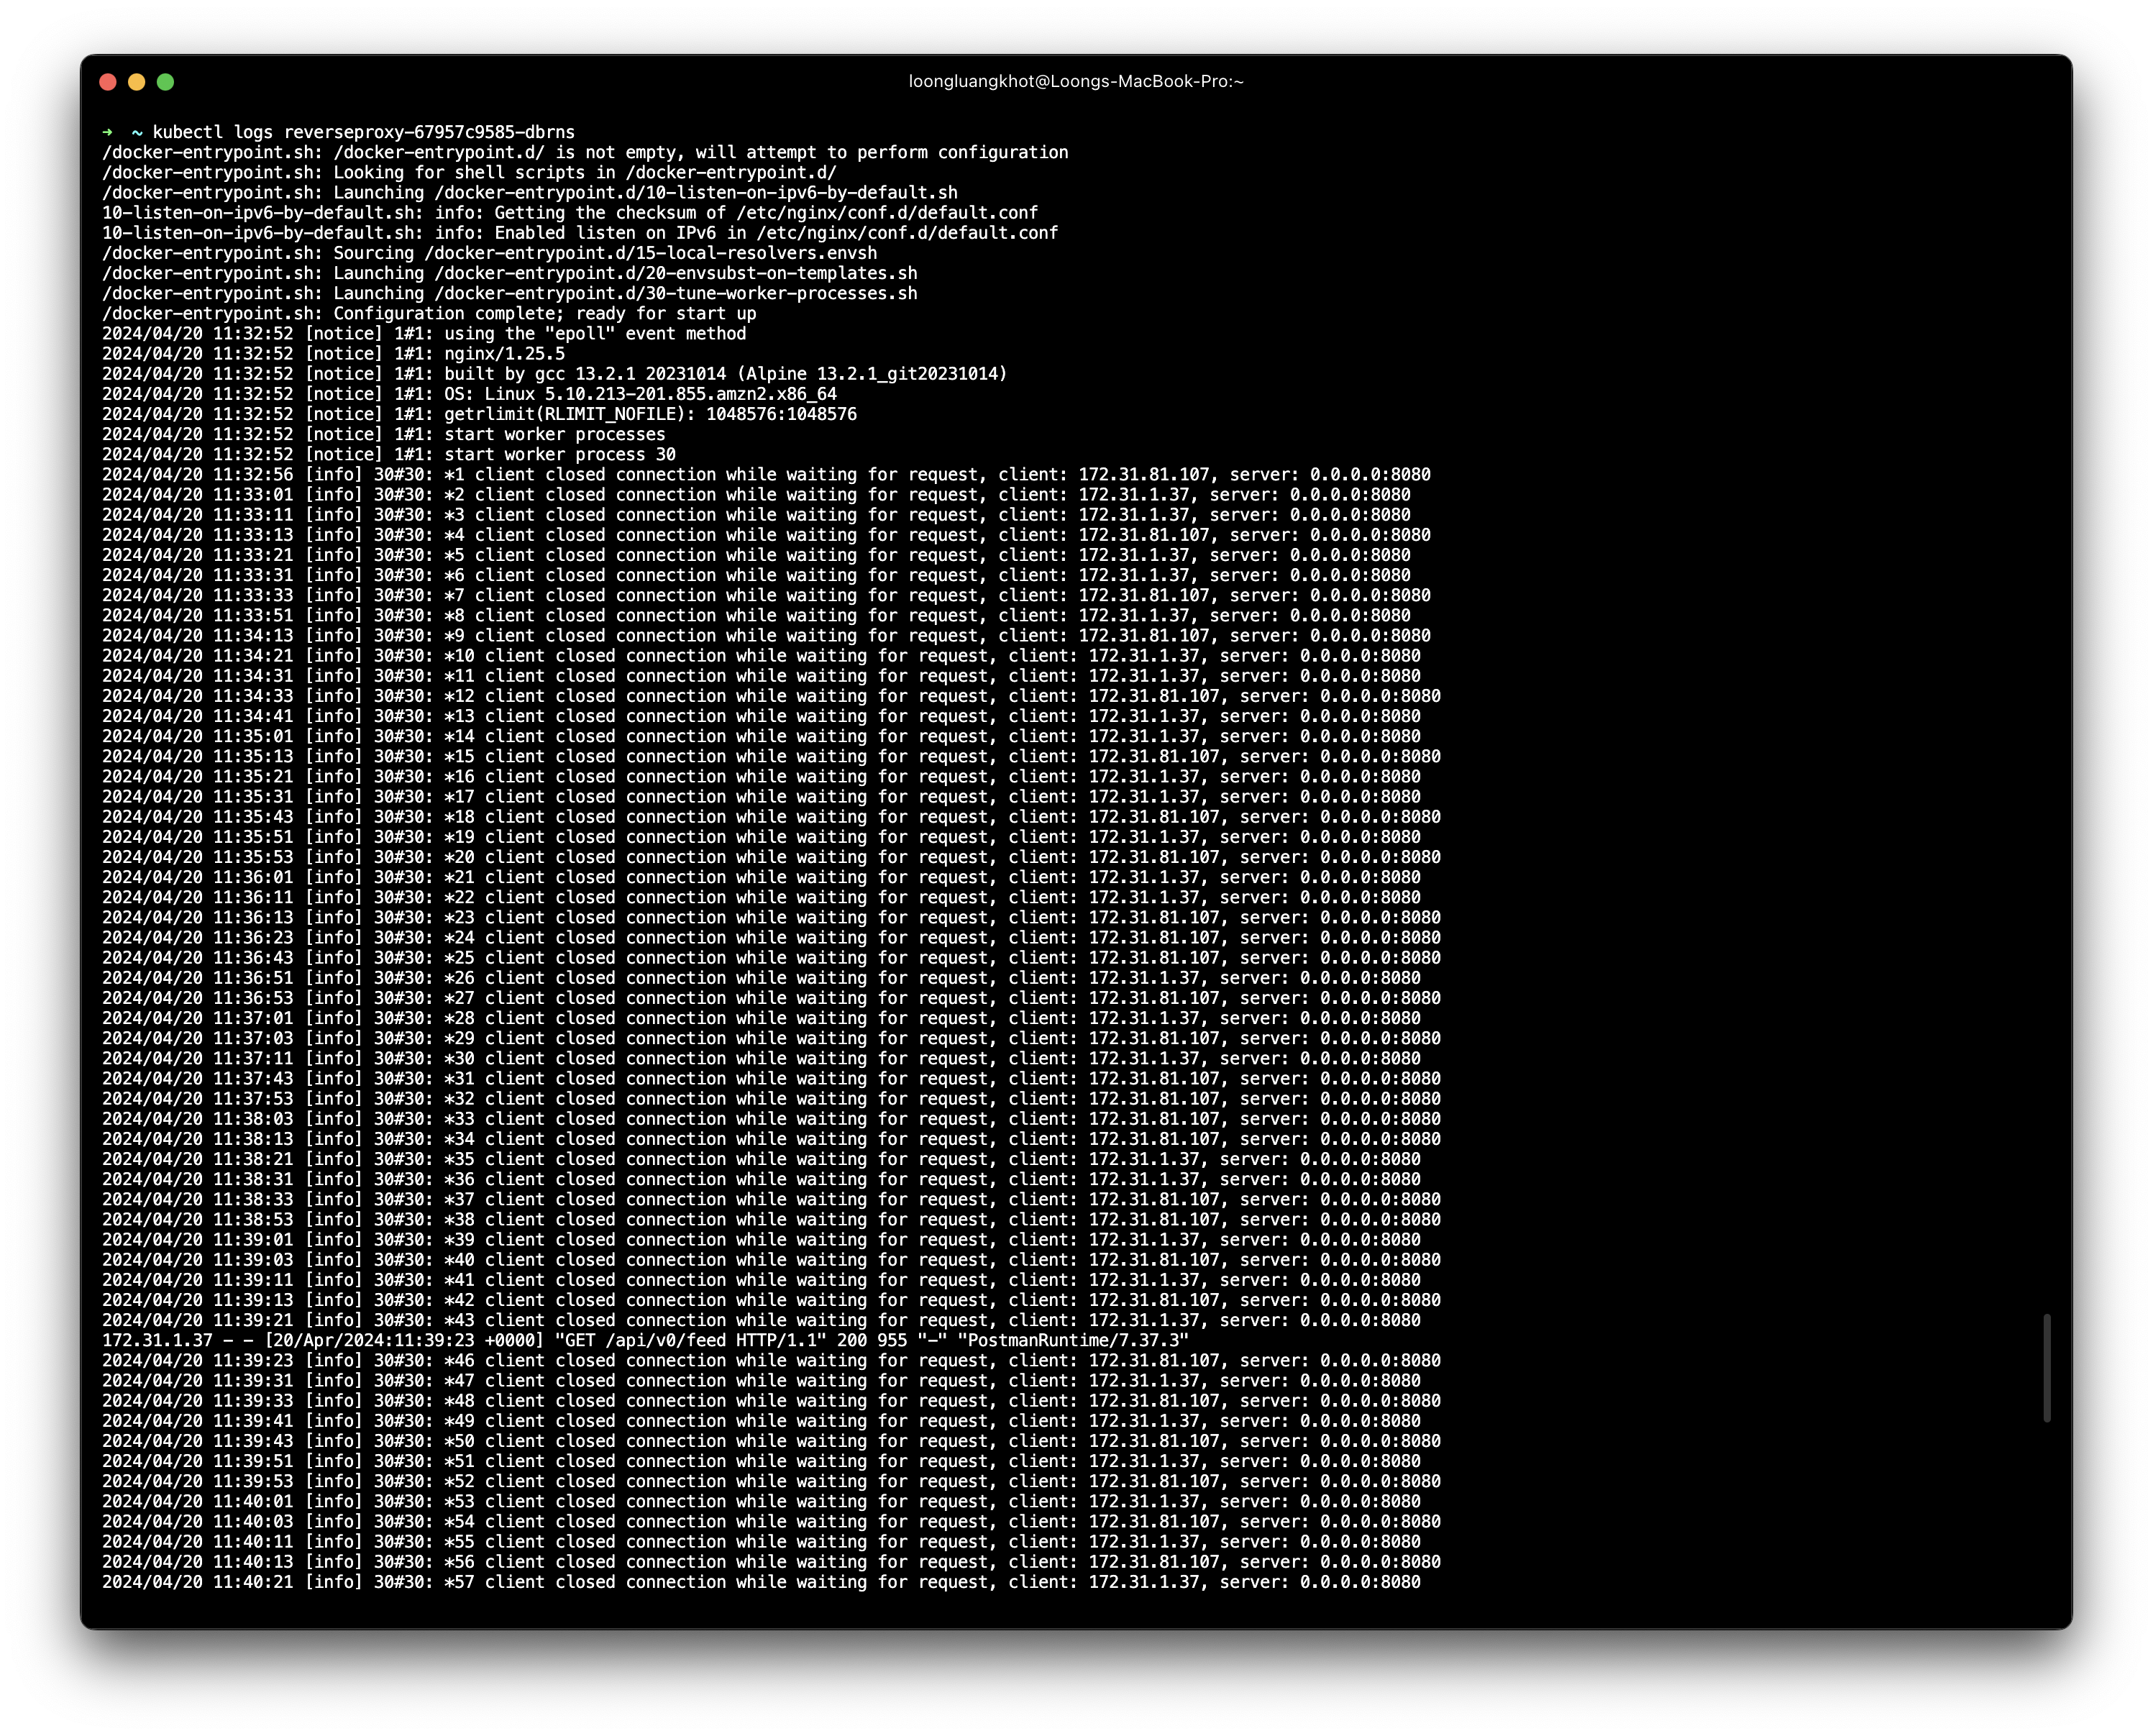 loongluangkhot@Loongs-MacBook-Pro:~
➜  ~ kubectl logs reverseproxy-67957c9585-dbrns
/docker-entrypoint.sh: /docker-entrypoint.d/ is not empty, will attempt to perform configuration
/docker-entrypoint.sh: Looking for shell scripts in /docker-entrypoint.d/
/docker-entrypoint.sh: Launching /docker-entrypoint.d/10-listen-on-ipv6-by-default.sh
10-listen-on-ipv6-by-default.sh: info: Getting the checksum of /etc/nginx/conf.d/default.conf
10-listen-on-ipv6-by-default.sh: info: Enabled listen on IPv6 in /etc/nginx/conf.d/default.conf
/docker-entrypoint.sh: Sourcing /docker-entrypoint.d/15-local-resolvers.envsh
/docker-entrypoint.sh: Launching /docker-entrypoint.d/20-envsubst-on-templates.sh
/docker-entrypoint.sh: Launching /docker-entrypoint.d/30-tune-worker-processes.sh
/docker-entrypoint.sh: Configuration complete; ready for start up
2024/04/20 11:32:52 [notice] 1#1: using the "epoll" event method
2024/04/20 11:32:52 [notice] 1#1: nginx/1.25.5
2024/04/20 11:32:52 [notice] 1#1: built by gcc 13.2.1 20231014 (Alpine 13.2.1_git20231014)
2024/04/20 11:32:52 [notice] 1#1: OS: Linux 5.10.213-201.855.amzn2.x86_64
2024/04/20 11:32:52 [notice] 1#1: getrlimit(RLIMIT_NOFILE): 1048576:1048576
2024/04/20 11:32:52 [notice] 1#1: start worker processes
2024/04/20 11:32:52 [notice] 1#1: start worker process 30
2024/04/20 11:32:56 [info] 30#30: *1 client closed connection while waiting for request, client: 172.31.81.107, server: 0.0.0.0:8080
2024/04/20 11:33:01 [info] 30#30: *2 client closed connection while waiting for request, client: 172.31.1.37, server: 0.0.0.0:8080
2024/04/20 11:33:11 [info] 30#30: *3 client closed connection while waiting for request, client: 172.31.1.37, server: 0.0.0.0:8080
2024/04/20 11:33:13 [info] 30#30: *4 client closed connection while waiting for request, client: 172.31.81.107, server: 0.0.0.0:8080
2024/04/20 11:33:21 [info] 30#30: *5 client closed connection while waiting for request, client: 172.31.1.37, server: 0.0.0.0:8080
2024/04/20 11:33:31 [info] 30#30: *6 client closed connection while waiting for request, client: 172.31.1.37, server: 0.0.0.0:8080
2024/04/20 11:33:33 [info] 30#30: *7 client closed connection while waiting for request, client: 172.31.81.107, server: 0.0.0.0:8080
2024/04/20 11:33:51 [info] 30#30: *8 client closed connection while waiting for request, client: 172.31.1.37, server: 0.0.0.0:8080
2024/04/20 11:34:13 [info] 30#30: *9 client closed connection while waiting for request, client: 172.31.81.107, server: 0.0.0.0:8080
2024/04/20 11:34:21 [info] 30#30: *10 client closed connection while waiting for request, client: 172.31.1.37, server: 0.0.0.0:8080
2024/04/20 11:34:31 [info] 30#30: *11 client closed connection while waiting for request, client: 172.31.1.37, server: 0.0.0.0:8080
2024/04/20 11:34:33 [info] 30#30: *12 client closed connection while waiting for request, client: 172.31.81.107, server: 0.0.0.0:8080
2024/04/20 11:34:41 [info] 30#30: *13 client closed connection while waiting for request, client: 172.31.1.37, server: 0.0.0.0:8080
2024/04/20 11:35:01 [info] 30#30: *14 client closed connection while waiting for request, client: 172.31.1.37, server: 0.0.0.0:8080
2024/04/20 11:35:13 [info] 30#30: *15 client closed connection while waiting for request, client: 172.31.81.107, server: 0.0.0.0:8080
2024/04/20 11:35:21 [info] 30#30: *16 client closed connection while waiting for request, client: 172.31.1.37, server: 0.0.0.0:8080
2024/04/20 11:35:31 [info] 30#30: *17 client closed connection while waiting for request, client: 172.31.1.37, server: 0.0.0.0:8080
2024/04/20 11:35:43 [info] 30#30: *18 client closed connection while waiting for request, client: 172.31.81.107, server: 0.0.0.0:8080
2024/04/20 11:35:51 [info] 30#30: *19 client closed connection while waiting for request, client: 172.31.1.37, server: 0.0.0.0:8080
2024/04/20 11:35:53 [info] 30#30: *20 client closed connection while waiting for request, client: 172.31.81.107, server: 0.0.0.0:8080
2024/04/20 11:36:01 [info] 30#30: *21 client closed connection while waiting for request, client: 172.31.1.37, server: 0.0.0.0:8080
2024/04/20 11:36:11 [info] 30#30: *22 client closed connection while waiting for request, client: 172.31.1.37, server: 0.0.0.0:8080
2024/04/20 11:36:13 [info] 30#30: *23 client closed connection while waiting for request, client: 172.31.81.107, server: 0.0.0.0:8080
2024/04/20 11:36:23 [info] 30#30: *24 client closed connection while waiting for request, client: 172.31.81.107, server: 0.0.0.0:8080
2024/04/20 11:36:43 [info] 30#30: *25 client closed connection while waiting for request, client: 172.31.81.107, server: 0.0.0.0:8080
2024/04/20 11:36:51 [info] 30#30: *26 client closed connection while waiting for request, client: 172.31.1.37, server: 0.0.0.0:8080
2024/04/20 11:36:53 [info] 30#30: *27 client closed connection while waiting for request, client: 172.31.81.107, server: 0.0.0.0:8080
2024/04/20 11:37:01 [info] 30#30: *28 client closed connection while waiting for request, client: 172.31.1.37, server: 0.0.0.0:8080
2024/04/20 11:37:03 [info] 30#30: *29 client closed connection while waiting for request, client: 172.31.81.107, server: 0.0.0.0:8080
2024/04/20 11:37:11 [info] 30#30: *30 client closed connection while waiting for request, client: 172.31.1.37, server: 0.0.0.0:8080
2024/04/20 11:37:43 [info] 30#30: *31 client closed connection while waiting for request, client: 172.31.81.107, server: 0.0.0.0:8080
2024/04/20 11:37:53 [info] 30#30: *32 client closed connection while waiting for request, client: 172.31.81.107, server: 0.0.0.0:8080
2024/04/20 11:38:03 [info] 30#30: *33 client closed connection while waiting for request, client: 172.31.81.107, server: 0.0.0.0:8080
2024/04/20 11:38:13 [info] 30#30: *34 client closed connection while waiting for request, client: 172.31.81.107, server: 0.0.0.0:8080
2024/04/20 11:38:21 [info] 30#30: *35 client closed connection while waiting for request, client: 172.31.1.37, server: 0.0.0.0:8080
2024/04/20 11:38:31 [info] 30#30: *36 client closed connection while waiting for request, client: 172.31.1.37, server: 0.0.0.0:8080
2024/04/20 11:38:33 [info] 30#30: *37 client closed connection while waiting for request, client: 172.31.81.107, server: 0.0.0.0:8080
2024/04/20 11:38:53 [info] 30#30: *38 client closed connection while waiting for request, client: 172.31.81.107, server: 0.0.0.0:8080
2024/04/20 11:39:01 [info] 30#30: *39 client closed connection while waiting for request, client: 172.31.1.37, server: 0.0.0.0:8080
2024/04/20 11:39:03 [info] 30#30: *40 client closed connection while waiting for request, client: 172.31.81.107, server: 0.0.0.0:8080
2024/04/20 11:39:11 [info] 30#30: *41 client closed connection while waiting for request, client: 172.31.1.37, server: 0.0.0.0:8080
2024/04/20 11:39:13 [info] 30#30: *42 client closed connection while waiting for request, client: 172.31.81.107, server: 0.0.0.0:8080
2024/04/20 11:39:21 [info] 30#30: *43 client closed connection while waiting for request, client: 172.31.1.37, server: 0.0.0.0:8080
172.31.1.37 - - [20/Apr/2024:11:39:23 +0000] "GET /api/v0/feed HTTP/1.1" 200 955 "-" "PostmanRuntime/7.37.3"
2024/04/20 11:39:23 [info] 30#30: *46 client closed connection while waiting for request, client: 172.31.81.107, server: 0.0.0.0:8080
2024/04/20 11:39:31 [info] 30#30: *47 client closed connection while waiting for request, client: 172.31.1.37, server: 0.0.0.0:8080
2024/04/20 11:39:33 [info] 30#30: *48 client closed connection while waiting for request, client: 172.31.81.107, server: 0.0.0.0:8080
2024/04/20 11:39:41 [info] 30#30: *49 client closed connection while waiting for request, client: 172.31.1.37, server: 0.0.0.0:8080
2024/04/20 11:39:43 [info] 30#30: *50 client closed connection while waiting for request, client: 172.31.81.107, server: 0.0.0.0:8080
2024/04/20 11:39:51 [info] 30#30: *51 client closed connection while waiting for request, client: 172.31.1.37, server: 0.0.0.0:8080
2024/04/20 11:39:53 [info] 30#30: *52 client closed connection while waiting for request, client: 172.31.81.107, server: 0.0.0.0:8080
2024/04/20 11:40:01 [info] 30#30: *53 client closed connection while waiting for request, client: 172.31.1.37, server: 0.0.0.0:8080
2024/04/20 11:40:03 [info] 30#30: *54 client closed connection while waiting for request, client: 172.31.81.107, server: 0.0.0.0:8080
2024/04/20 11:40:11 [info] 30#30: *55 client closed connection while waiting for request, client: 172.31.1.37, server: 0.0.0.0:8080
2024/04/20 11:40:13 [info] 30#30: *56 client closed connection while waiting for request, client: 172.31.81.107, server: 0.0.0.0:8080
2024/04/20 11:40:21 [info] 30#30: *57 client closed connection while waiting for request, client: 172.31.1.37, server: 0.0.0.0:8080